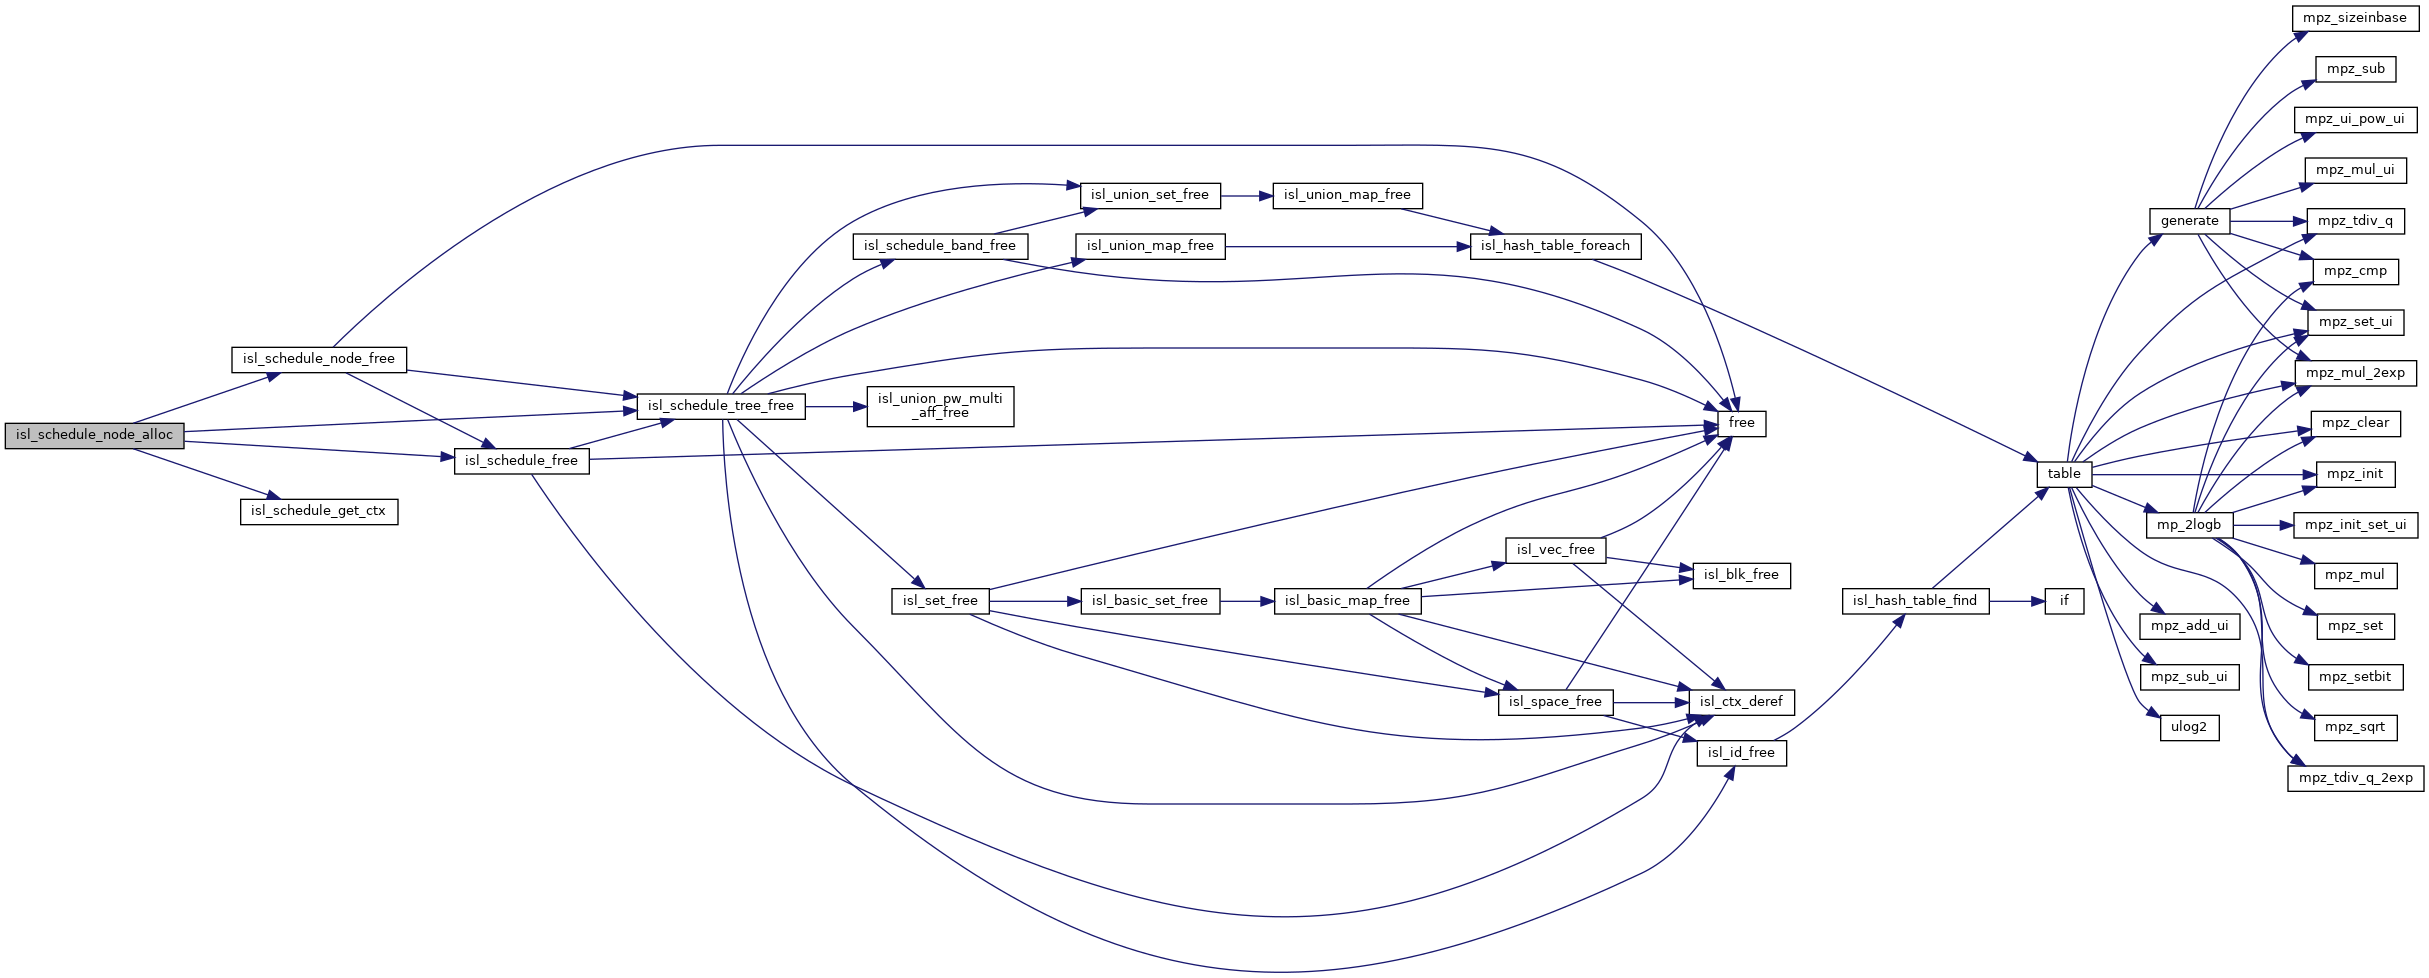 isl_schedule_node_alloc
isl_schedule_node_free
isl_schedule_free
isl_schedule_get_ctx
isl_schedule_tree_free
isl_union_set_free
isl_schedule_band_free
isl_union_map_free
isl_union_pw_multi
_aff_free
isl_set_free
isl_basic_set_free
isl_union_map_free
isl_hash_table_foreach
isl_vec_free
isl_basic_map_free
isl_space_free
free
isl_blk_free
isl_ctx_deref
isl_id_free
isl_hash_table_find
table
if
generate
mp_2logb
mpz_add_ui
mpz_sub_ui
ulog2
mpz_sizeinbase
mpz_sub
mpz_ui_pow_ui
mpz_mul_ui
mpz_tdiv_q
mpz_cmp
mpz_set_ui
mpz_mul_2exp
mpz_clear
mpz_init
mpz_init_set_ui
mpz_mul
mpz_set
mpz_setbit
mpz_sqrt
mpz_tdiv_q_2exp